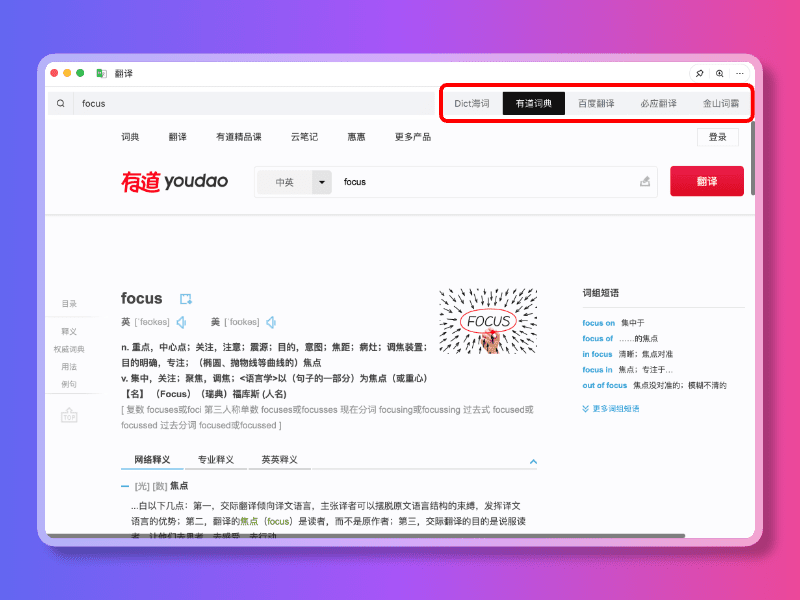 翻译
focus
Dict海词 有道词典 百度翻译 必应翻译 金山词霸
词典 翻译 有道精品课 云笔记 惠惠 更多产品 登录
有道 youdao 中英 focus 翻译
目录
释义
权威词典
用法
例句
TOP
focus
英 [ˈfəʊkəs] 美 [ˈfoʊkəs]
n. 重点，中心点；关注，注意；震源；目的，意图；焦距；病灶；调焦装置；
目的明确，专注；（椭圆、抛物线等曲线的）焦点
v. 集中，关注；聚焦，调焦；<语言学>以（句子的一部分）为焦点（或重心）
【名】 （Focus）（瑞典）福库斯 (人名)
[ 复数 focuses或foci 第三人称单数 focuses或focusses 现在分词 focusing或focussing 过去式 focused或
focussed 过去分词 focused或focussed ]
FOCUS
词组短语
focus on 集中于
focus of ……的焦点
in focus 清晰；焦点对准
focus in 焦点；专注于…
out of focus 焦点没对准的；模糊不清的
更多词组短语
网络释义 专业释义 英英释义
[光] [数] 焦点
...白以下几点：第一，交际翻译倾向译文语言，主张译者可以摆脱原文语言结构的束缚，发挥译文
语言的优势；第二，翻译的焦点（focus）是读者，而不是原作者；第三，交际翻译的目的是说服读
者，让他们去思考、去感受、去行动